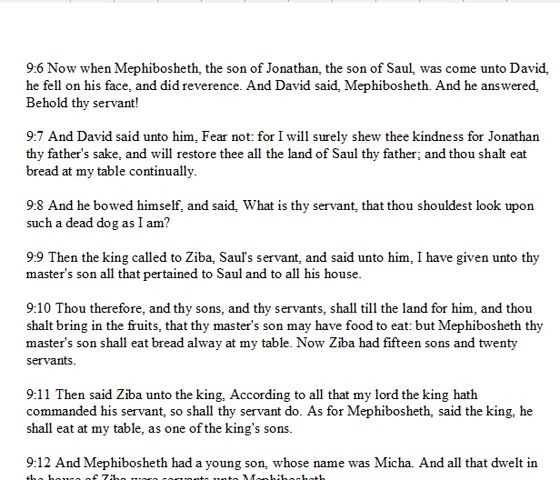 9:6 Now when Mephibosheth, the son of Jonathan, the son of Saul, was come unto David,
he fell on his face, and did reverence. And David said, Mephibosheth. And he answered,
Behold thy servant!
9:7 And David said unto him, Fear not: for I will surely shew thee kindness for Jonathan
thy father's sake, and will restore thee all the land of Saul thy father; and thou shalt eat
bread at my table continually.
9:8 And he bowed himself, and said, What is thy servant, that thou shouldest look upon
such a dead dog as I am?
9:9 Then the king called to Ziba, Saul's servant, and said unto him, I have given unto thy
master's son all that pertained to Saul and to all his house.
9:10 Thou therefore, and thy sons, and thy servants, shall till the land for him, and thou
shalt bring in the fruits, that thy master's son may have food to eat: but Mephibosheth thy
master's son shall eat bread alway at my table. Now Ziba had fifteen sons and twenty
servants.
9:11 Then said Ziba unto the king, According to all that my lord the king hath
commanded his servant, so shall thy servant do. As for Mephibosheth, said the king, he
shall eat at my table, as one of the king's sons.
9:12 And Mephibosheth had a young son, whose name was Micha. And all that dwelt in
the house of Ziba were servants unto Mephibosheth.